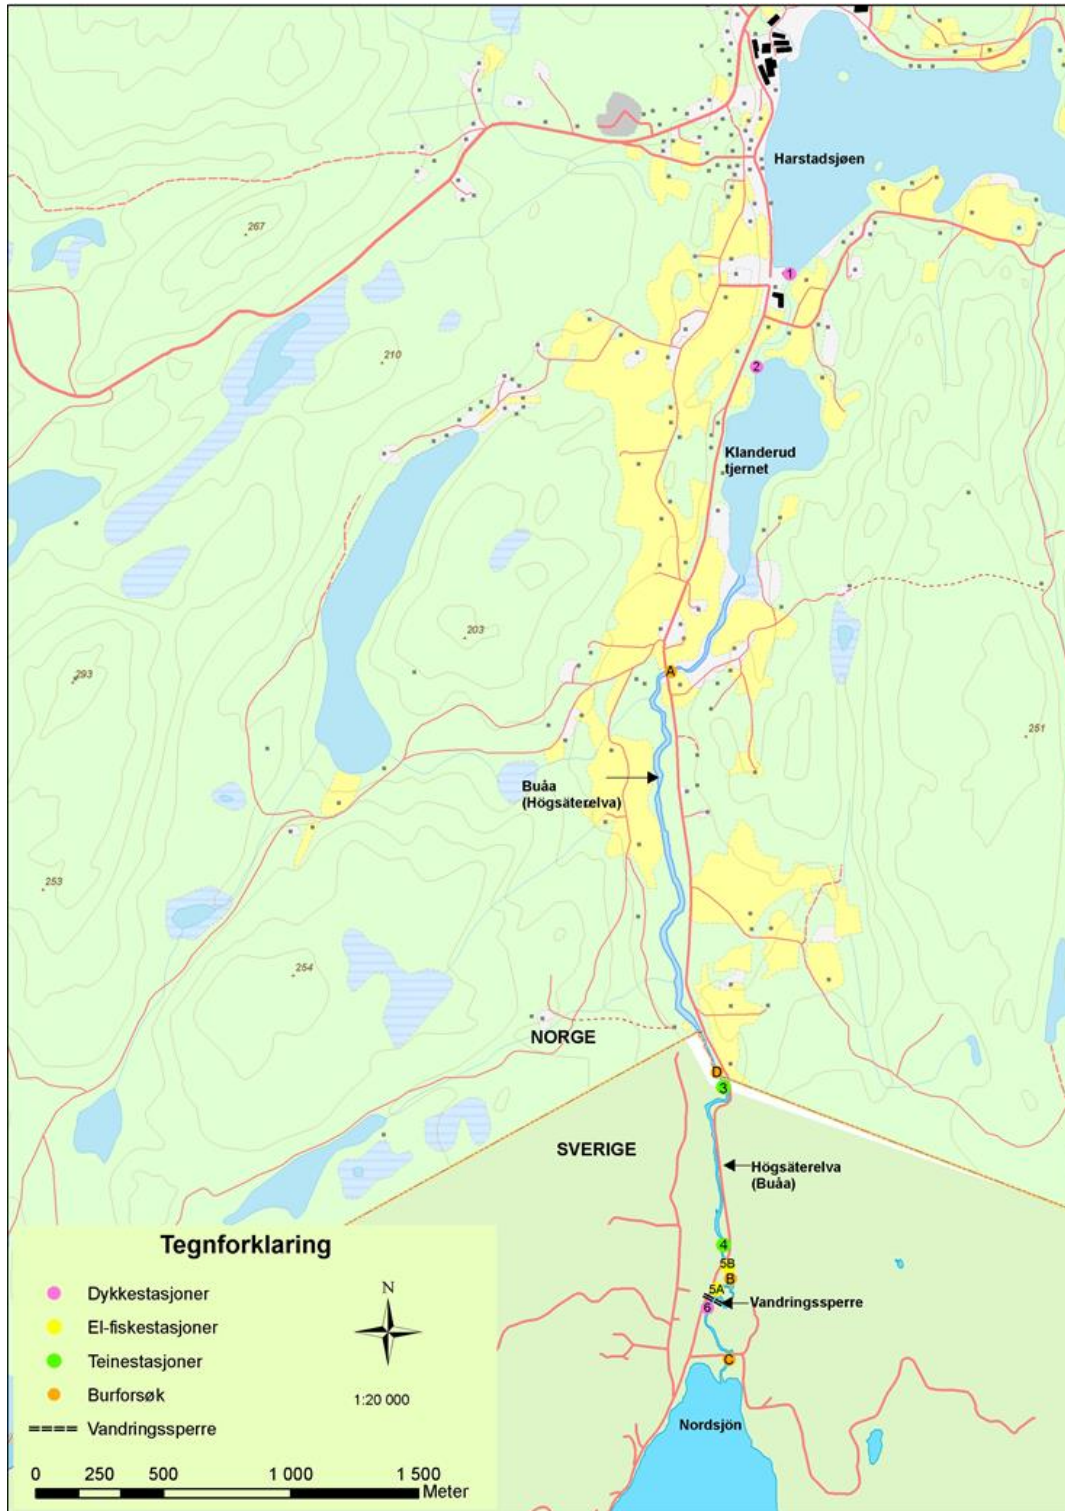 Harstadsjøen
267
1
210
2
Klanderud
tjernet
203
A
293
251
Buåa
(Högsäterelva)
253
254
NORGE
D
3
SVERIGE
Högsäterelva
(Buåa)
4
5B
B
5A
6
Vandringssperre
C
Nordsjön
Tegnforklaring
Dykkestasjoner
El-fiskestasjoner
Teinestasjoner
Burforsøk
Vandringssperre
N
1:20 000
0 250 500 1 000 1 500
Meter